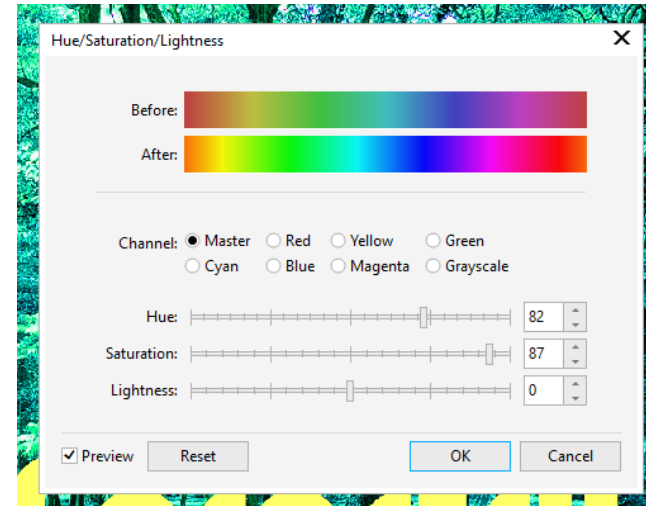 Hue/Saturation/Lightness
Before:
After:
Channel: Master Red Yellow Green
Cyan Blue Magenta Grayscale
Hue: 82
Saturation: 87
Lightness: 0
Preview Reset OK Cancel